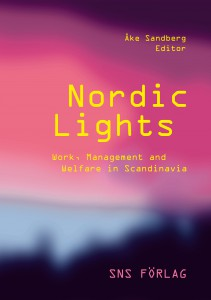 Åke Sandberg
Editor
Nordic
Lights
Work, Management and
Welfare in Scandinavia
SNS FÖRLAG